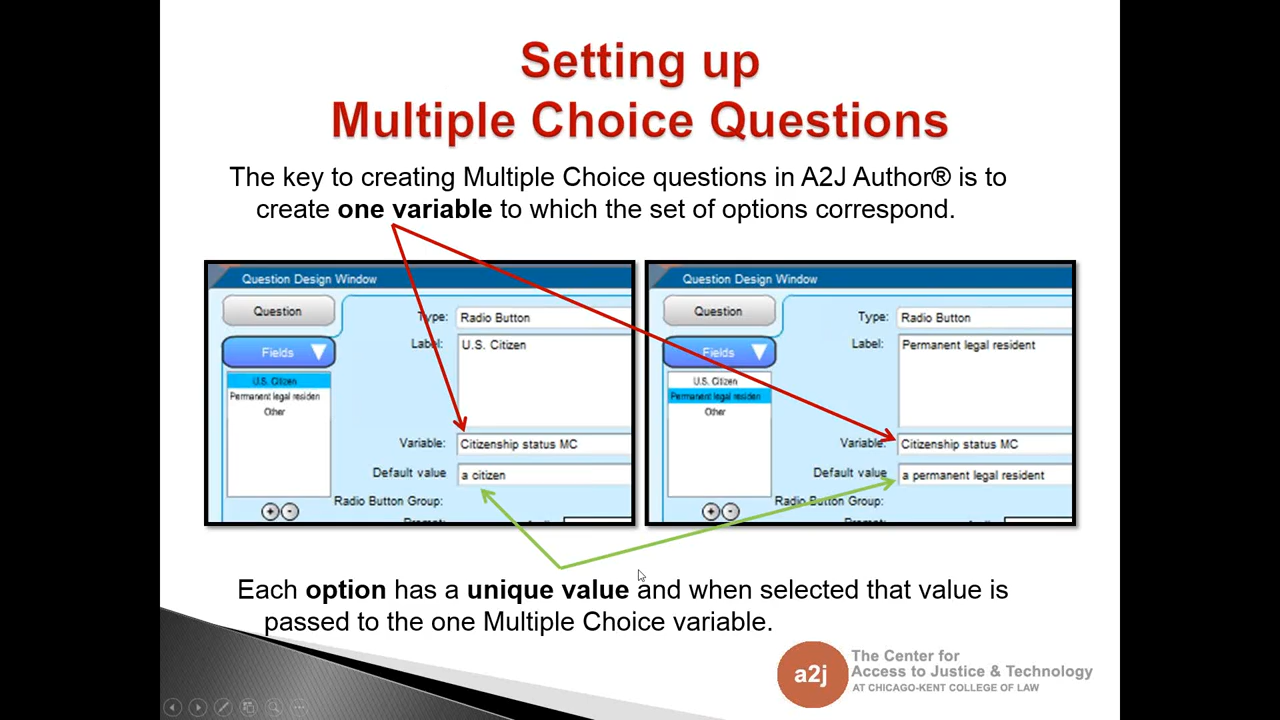 Setting up
Multiple Choice Questions
The key to creating Multiple Choice questions in A2J Author® is to
create one variable to which the set of options correspond.
Question Design Window
Question
Fields
U.S. Citizen
Permanent legal residen
Other
Type: Radio Button
Label: U.S. Citizen
Variable: Citizenship status MC
Default value a citizen
Radio Button Group:
Question Design Window
Question
Fields
U.S. Citizen
Permanent legal residen
Other
Type: Radio Button
Label: Permanent legal resident
Variable: Citizenship status MC
Default value a permanent legal resident
Radio Button Group:
Each option has a unique value and when selected that value is
passed to the one Multiple Choice variable.
a2j
The Center for
Access to Justice & Technology
AT CHICAGO-KENT COLLEGE OF LAW